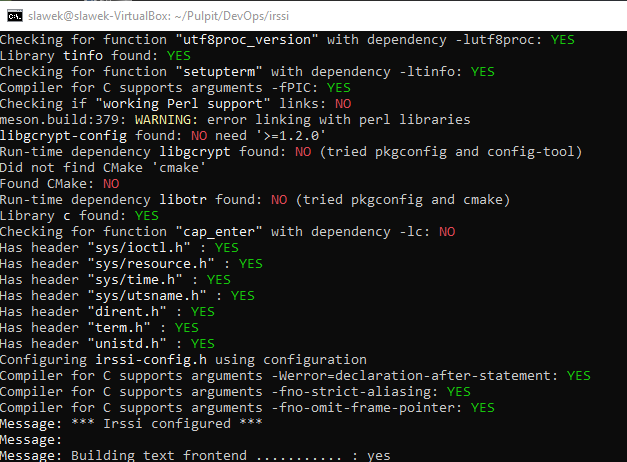 slawek@slawek-VirtualBox: ~/Pulpit/DevOps/irssi
Checking for function "utf8proc_version" with dependency -lutf8proc: YES
Library tinfo found: YES
Checking for function "setupterm" with dependency -ltinfo: YES
Compiler for C supports arguments -fPIC: YES
Checking if "working Perl support" links: NO
meson.build:379: WARNING: error linking with perl libraries
libgcrypt-config found: NO need '>=1.2.0'
Run-time dependency libgcrypt found: NO (tried pkgconfig and config-tool)
Did not find CMake 'cmake'
Found CMake: NO
Run-time dependency libotr found: NO (tried pkgconfig and cmake)
Library c found: YES
Checking for function "cap_enter" with dependency -lc: NO
Has header "sys/ioctl.h" : YES
Has header "sys/resource.h" : YES
Has header "sys/time.h" : YES
Has header "sys/utsname.h" : YES
Has header "dirent.h" : YES
Has header "term.h" : YES
Has header "unistd.h" : YES
Configuring irssi-config.h using configuration
Compiler for C supports arguments -Werror=declaration-after-statement: YES
Compiler for C supports arguments -fno-strict-aliasing: YES
Compiler for C supports arguments -fno-omit-frame-pointer: YES
Message: *** Irssi configured ***
Message:
Message: Building text frontend ........... : yes